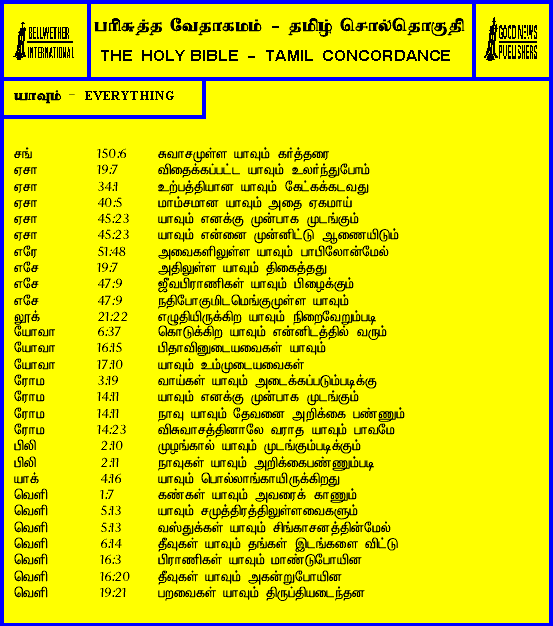 BELLWETHER
INTERNATIONAL
பரிசுத்த வேதாகமம் - தமிழ் சொல்தொகுதி
THE HOLY BIBLE - TAMIL CONCORDANCE
GOOD NEWS
PUBLISHERS
யாவும் - EVERYTHING
சங் 150:6 சுவாசமுள்ள யாவும் கர்த்தரை
ஏசா 19:7 விதைக்கப்பட்ட யாவும் உலர்ந்துபோம்
ஏசா 34:1 உற்பத்தியான யாவும் கேட்கக்கடவது
ஏசா 40:5 மாம்சமான யாவும் அதை ஏகமாய்
ஏசா 45:23 யாவும் எனக்கு முன்பாக முடங்கும்
ஏசா 45:23 யாவும் என்னை முன்னிட்டு ஆணையிடும்
எரே 51:48 அவைகளிலுள்ள யாவும் பாபிலோன்மேல்
எசே 19:7 அதிலுள்ள யாவும் திகைத்தது
எசே 47:9 ஜீவபிராணிகள் யாவும் பிழைக்கும்
எசே 47:9 நதிபோகுமிடமெங்குமுள்ள யாவும்
லூக் 21:22 எழுதியிருக்கிற யாவும் நிறைவேறும்படி
யோவா 6:37 கொடுக்கிற யாவும் என்னிடத்தில் வரும்
யோவா 16:15 பிதாவினுடையவைகள் யாவும்
யோவா 17:10 யாவும் உம்முடையவைகள்
ரோம 3:19 வாய்கள் யாவும் அடைக்கப்படும்படிக்கு
ரோம 14:11 யாவும் எனக்கு முன்பாக முடங்கும்
ரோம 14:11 நாவு யாவும் தேவனை அறிக்கை பண்ணும்
ரோம 14:23 விசுவாசத்தினாலே வராத யாவும் பாவமே
பிலி 2:10 முழங்கால் யாவும் முடங்கும்படிக்கும்
பிலி 2:11 நாவுகள் யாவும் அறிக்கைபண்ணும்படி
யாக் 4:16 யாவும் பொல்லாங்காயிருக்கிறது
வெளி 1:7 கண்கள் யாவும் அவரைக் காணும்
வெளி 5:13 யாவும் சமுத்திரத்திலுள்ளவைகளும்
வெளி 5:13 வஸ்துக்கள் யாவும் சிங்காசனத்தின்மேல்
வெளி 6:14 தீவுகள் யாவும் தங்கள் இடங்களை விட்டு
வெளி 16:3 பிராணிகள் யாவும் மாண்டுபோயின
வெளி 16:20 தீவுகள் யாவும் அகன்றுபோயின
வெளி 19:21 பறவைகள் யாவும் திருப்தியடைந்தன